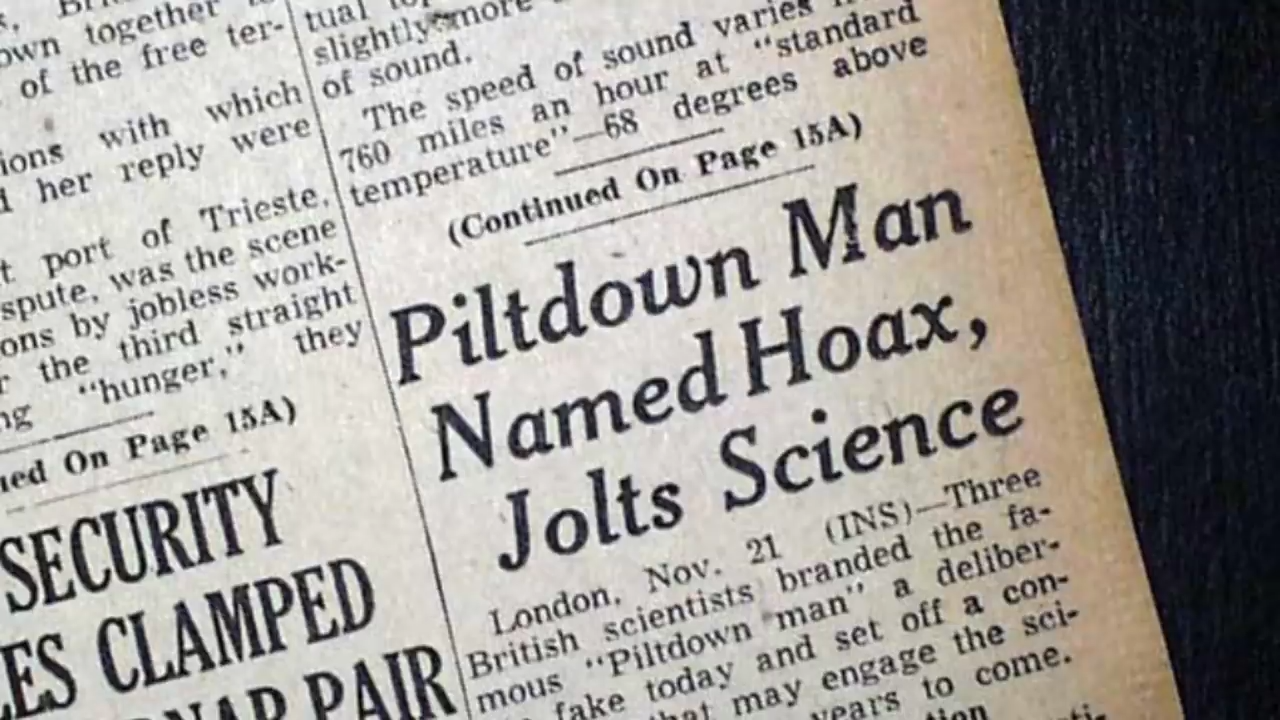 own together
of the free ter-
ions with which
her reply were
port of Trieste,
spute, was the scene
ons by jobless work-
the third straight
"hunger," they
On Page 15A)
SECURITY
CLAMPED
PAIR
slightly more
of sound.
The speed of sound varies
760 miles an hour at "standard
temperature"—68 degrees above
(Continued On Page 15A)
Piltdown Man
Named Hoax,
Jolts Science
London, Nov. 21 (INS)—Three
British scientists branded the fa-
mous "Piltdown man" a deliber-
fake today and set off a con-
that may engage the sci-
years to come.